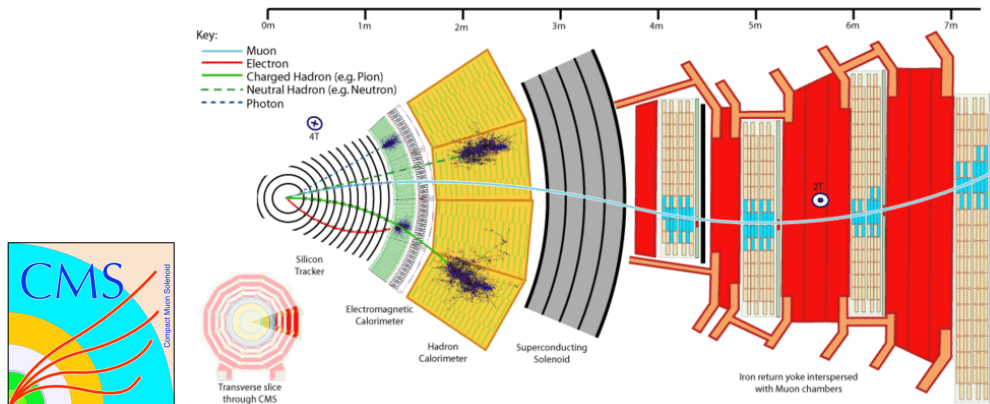 0m 1m 2m 3m 4m 5m 6m 7m
Key:
Muon
Electron
Charged Hadron (e.g. Pion)
Neutral Hadron (e.g. Neutron)
Photon
4T
2T
Silicon
Tracker
Electromagnetic
Calorimeter
Hadron
Calorimeter
Superconducting
Solenoid
Iron return yoke interspersed
with Muon chambers
Transverse slice
through CMS
CMS
Compact Muon Solenoid